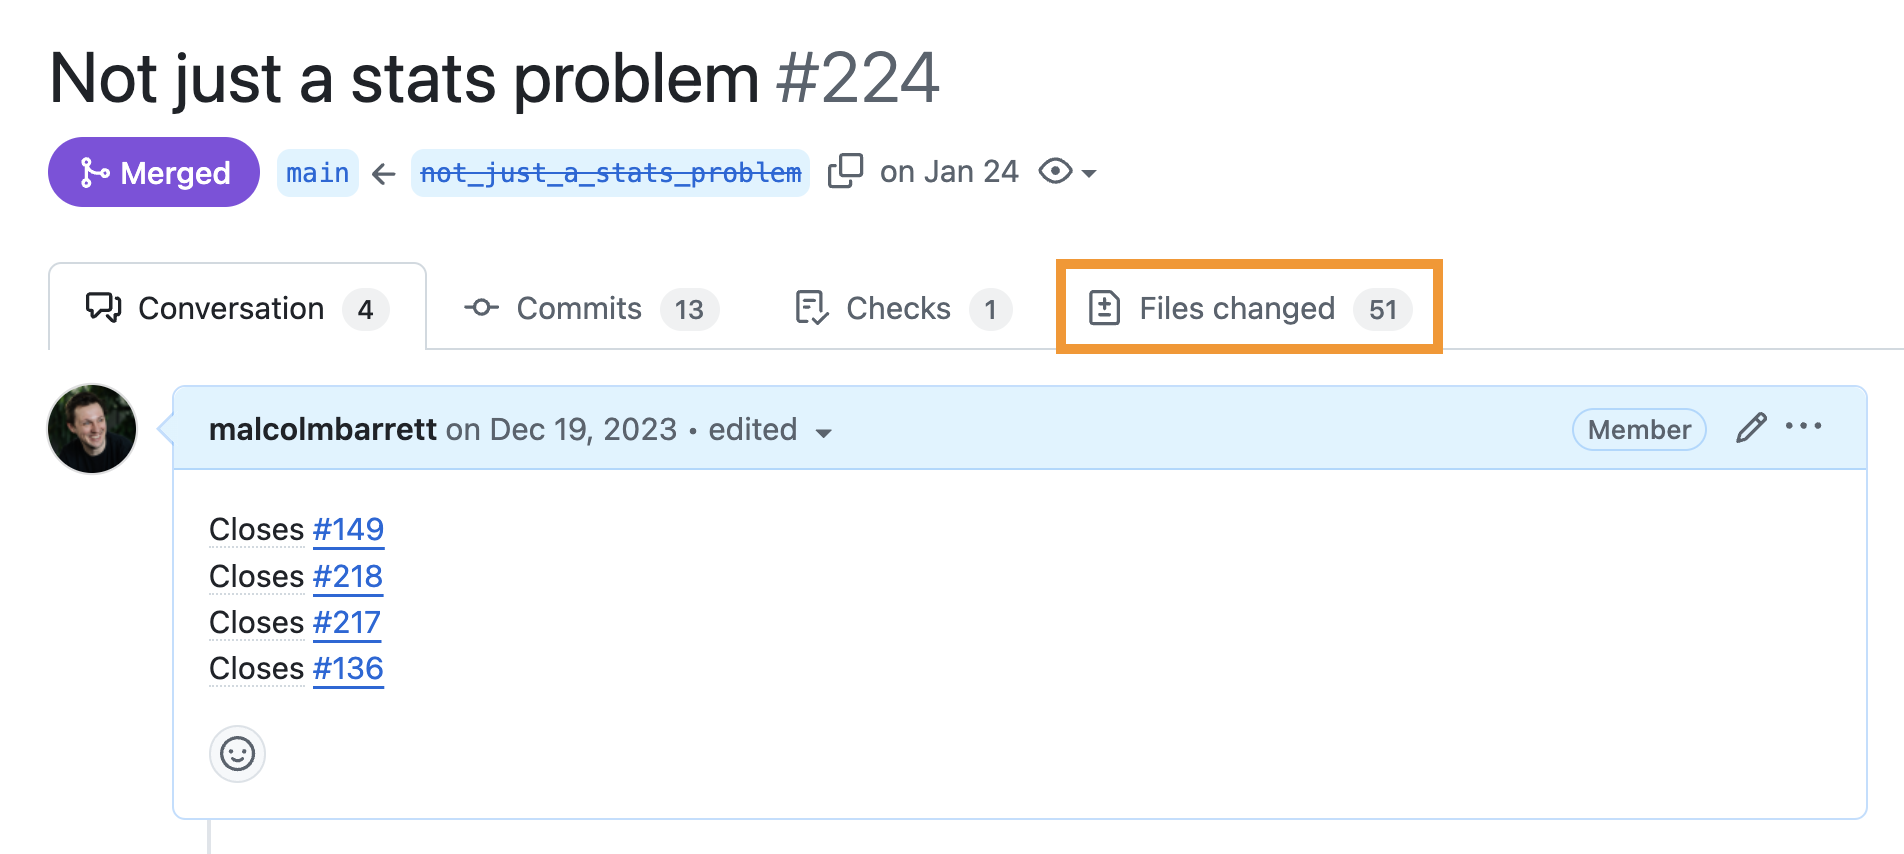 Not just a stats problem #224
Merged main ← not_just_a_stats_problem on Jan 24
Conversation 4 Commits 13 Checks 1 Files changed 51
malcolmbarrett on Dec 19, 2023 • edited Member
Closes #149
Closes #218
Closes #217
Closes #136